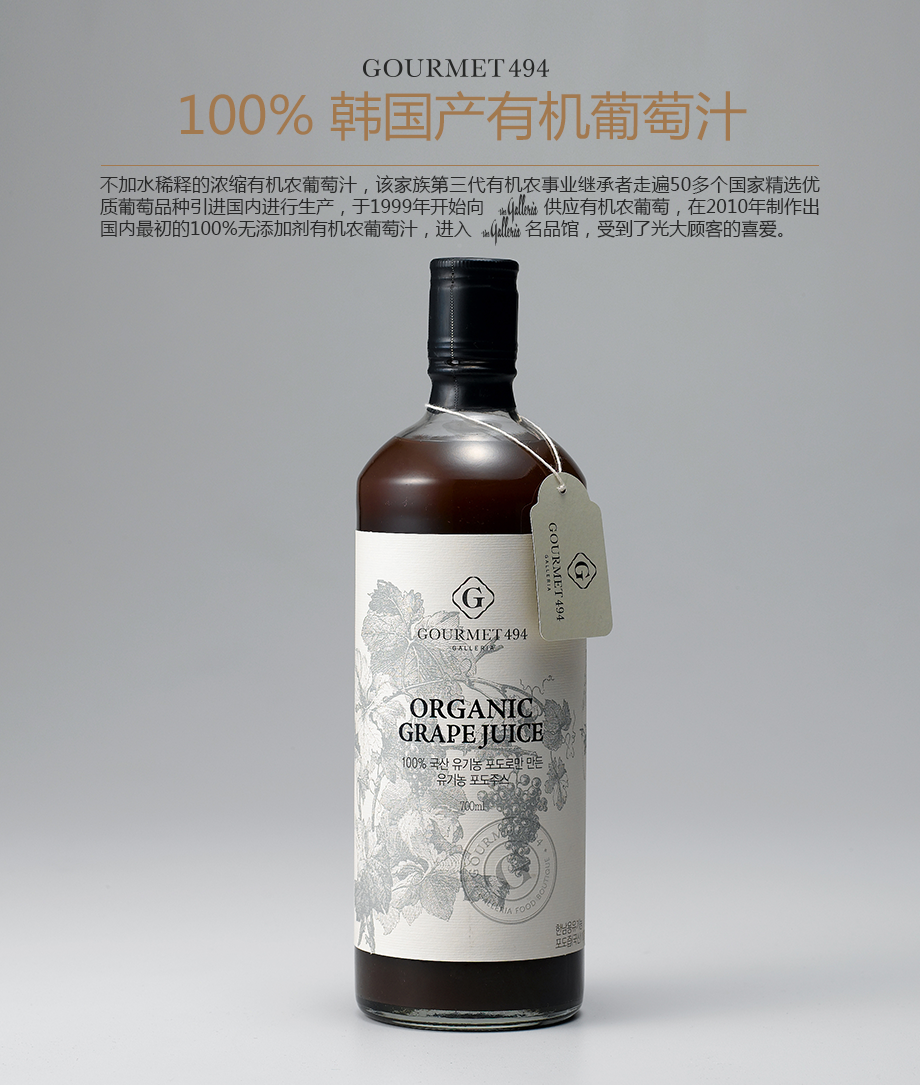 GOURMET 494
100% 韩国产有机葡萄汁
不加水稀释的浓缩有机农葡萄汁，该家族第三代有机农事业继承者走遍50多个国家精选优
质葡萄品种引进国内进行生产，于1999年开始向 the Galleria 供应有机农葡萄，在2010年制作出
国内最初的100%无添加剂有机农葡萄汁，进入 the Galleria 名品馆，受到了光大顾客的喜爱。
G
GOURMET 494
GALLERIA
G
GOURMET 494
GALLERIA
ORGANIC
GRAPE JUICE
100% 국산 유기농 포도로만 만든
유기농 포도주스
700mL
GOURMET 494
G
GALLERIA FOOD BOUTIQUE